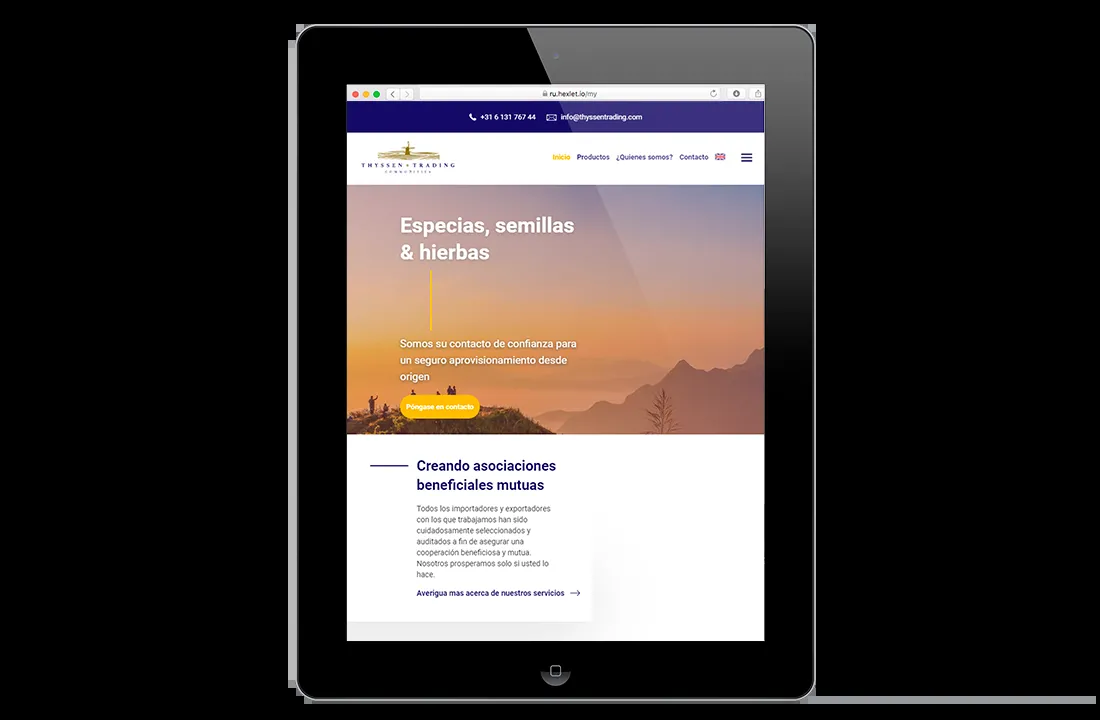 ru.hexlet.io/my
+31 6 131 767 44 info@thyssentrading.com
THYSSEN TRADING
COMMODITIES
Inicio Productos ¿Quienes somos? Contacto
Especias, semillas
& hierbas
Somos su contacto de confianza para
un seguro aprovisionamiento desde
origen
Póngase en contacto
Creando asociaciones
beneficiales mutuas
Todos los importadores y exportadores
con los que trabajamos han sido
cuidadosamente seleccionados y
auditados a fin de asegurar una
cooperación beneficiosa y mutua.
Nosotros prosperamos solo si usted lo
hace.
Averigua mas acerca de nuestros servicios